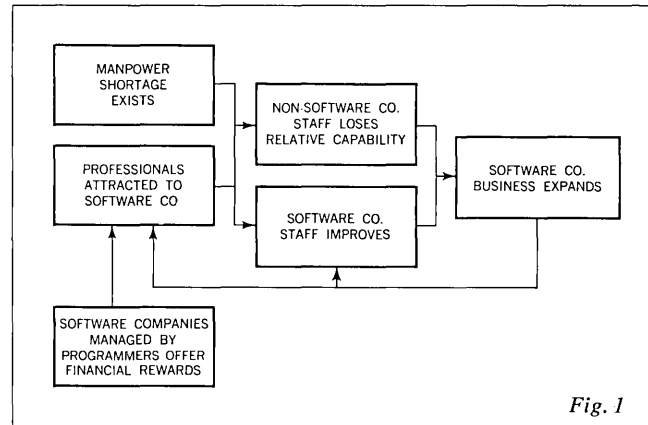 MANPOWER
SHORTAGE
EXISTS
NON-SOFTWARE CO.
STAFF LOSES
RELATIVE CAPABILITY
PROFESSIONALS
ATTRACTED TO
SOFTWARE CO
SOFTWARE CO.
BUSINESS EXPANDS
SOFTWARE CO.
STAFF IMPROVES
SOFTWARE COMPANIES
MANAGED BY
PROGRAMMERS OFFER
FINANCIAL REWARDS
Fig. 1